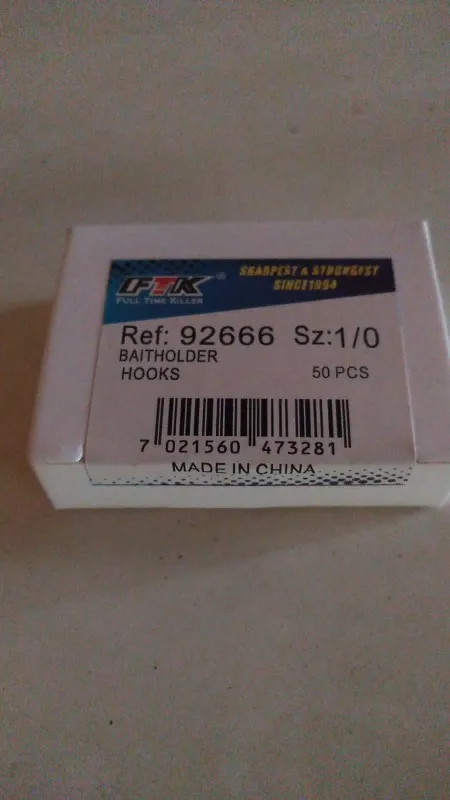 FTK®
FULL TIME KILLER
SHARPEST & STRONGEST
SINCE1994
Ref: 92666 Sz:1/0
BAITHOLDER
HOOKS 50 PCS
7 021560 473281
MADE IN CHINA